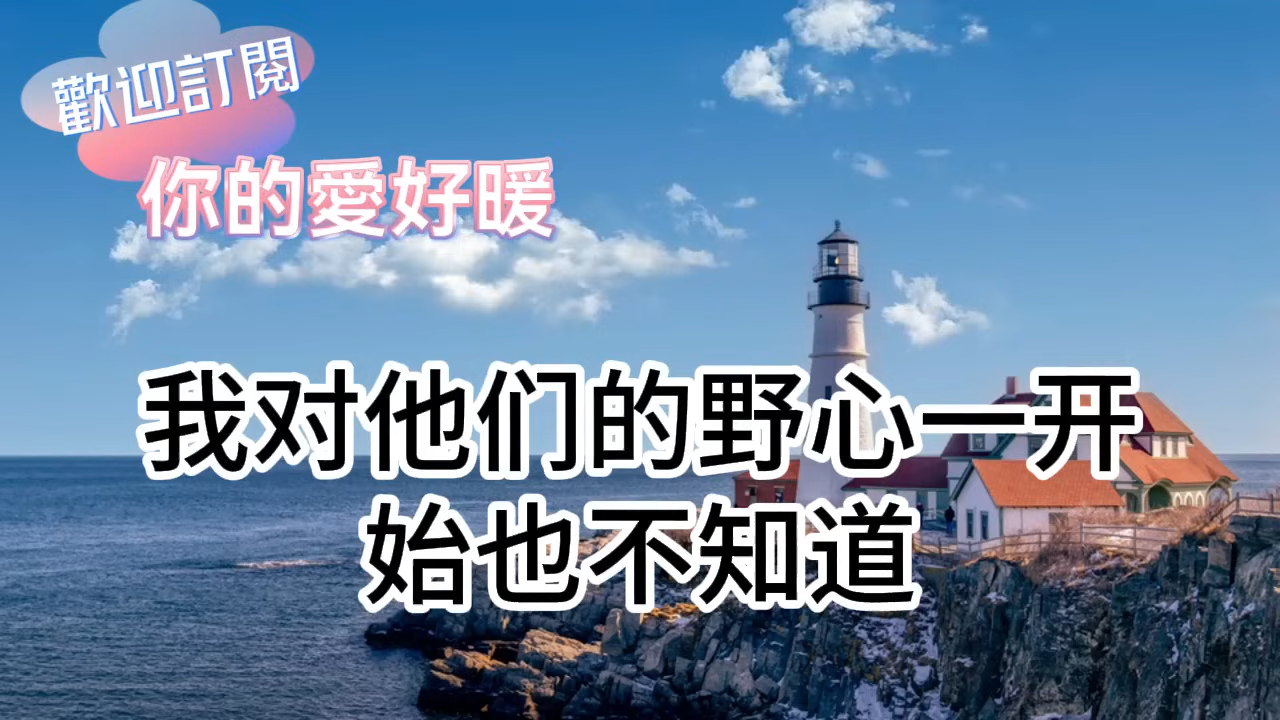 歡迎訂閱
你的愛好暖
我对他们的野心一开
始也不知道